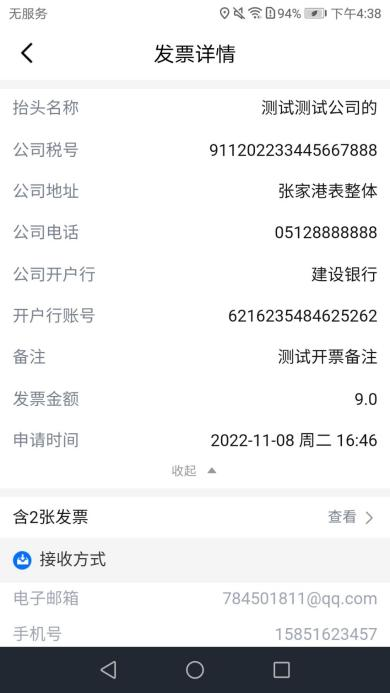 无服务 94% 下午4:38
发票详情
抬头名称 测试测试公司的
公司税号 911202233445667888
公司地址 张家港表整体
公司电话 05128888888
公司开户行 建设银行
开户行账号 6216235484625262
备注 测试开票备注
发票金额 9.0
申请时间 2022-11-08 周二 16:46
收起
含2张发票 查看
接收方式
电子邮箱 784501811@qq.com
手机号 15851623457